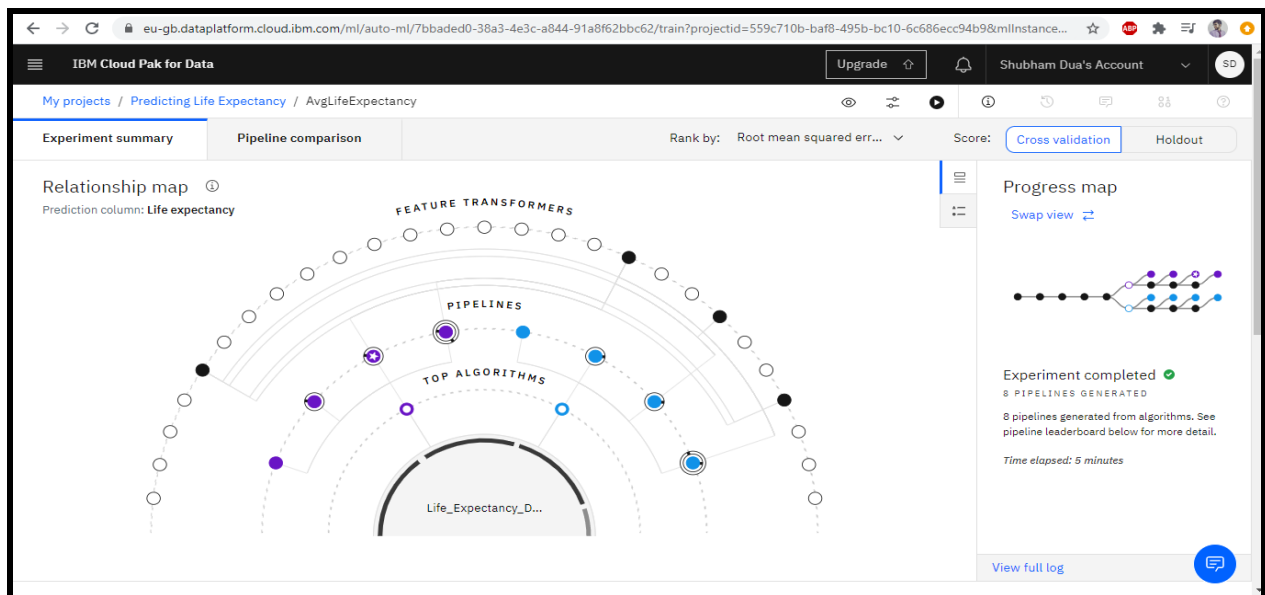 eu-gb.dataplatform.cloud.ibm.com/ml/auto-ml/7bbaded0-38a3-4e3c-a844-91a8f62bbc62/train?projectid=559c710b-baf8-495b-bc10-6c686ecc94b9&mlInstance...
ABP
IBM Cloud Pak for Data
Upgrade
Shubham Dua's Account
SD
My projects / Predicting Life Expectancy / AvgLifeExpectancy
Experiment summary
Pipeline comparison
Rank by: Root mean squared err...
Score: Cross validation Holdout
Relationship map
Prediction column: Life expectancy
FEATURE TRANSFORMERS
PIPELINES
TOP ALGORITHMS
Life_Expectancy_D...
Progress map
Swap view
Experiment completed
8 PIPELINES GENERATED
8 pipelines generated from algorithms. See
pipeline leaderboard below for more detail.
Time elapsed: 5 minutes
View full log